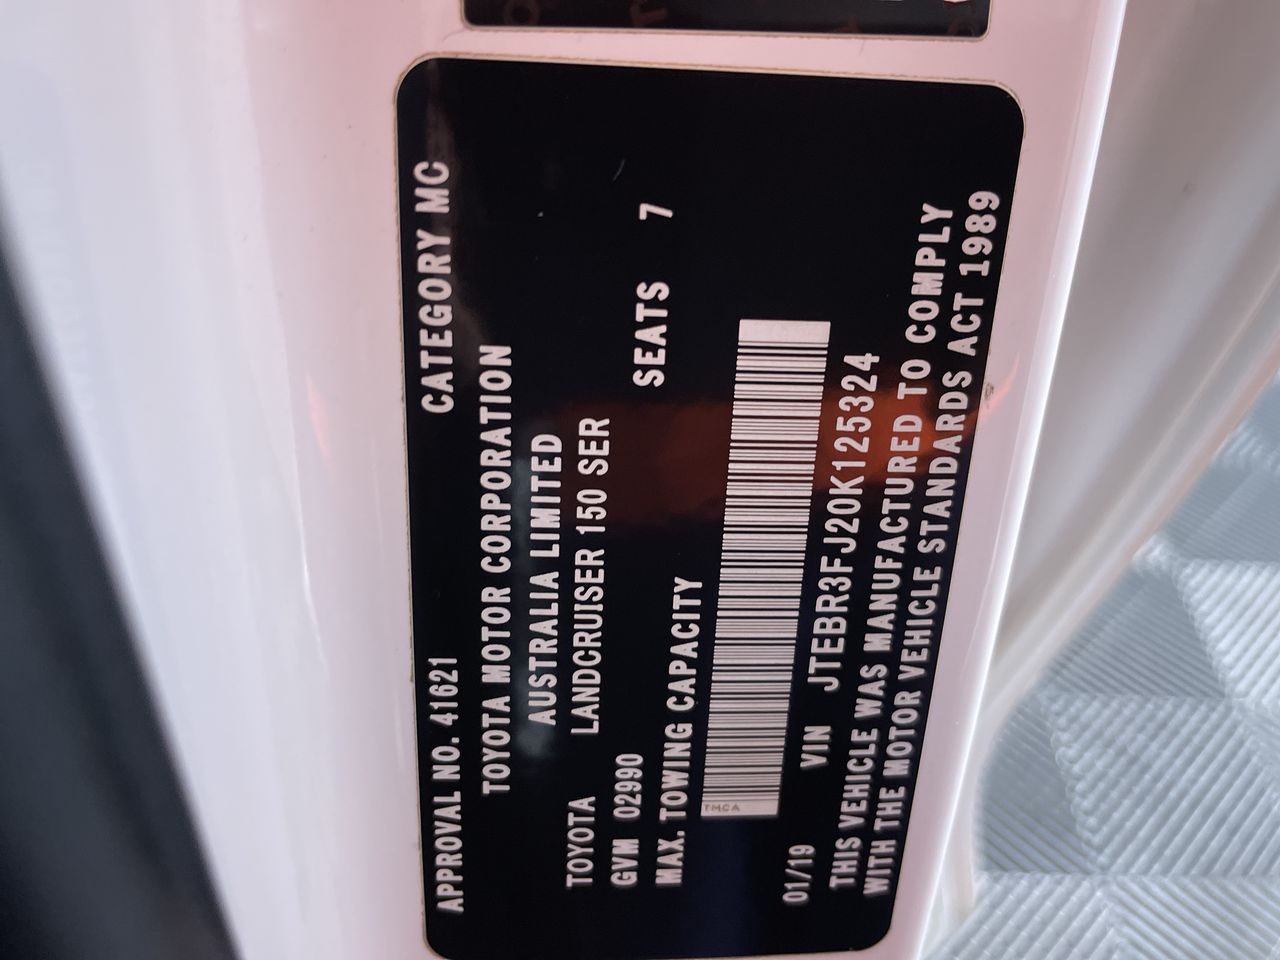 APPROVAL NO. 41621 CATEGORY MC
TOYOTA MOTOR CORPORATION
AUSTRALIA LIMITED
TOYOTA LANDCRUISER 150 SER
GVM 02990 SEATS 7
MAX. TOWING CAPACITY
TMCA
01/19 VIN JTEBR3FJ20K125324
THIS VEHICLE WAS MANUFACTURED TO COMPLY
WITH THE MOTOR VEHICLE STANDARDS ACT 1989